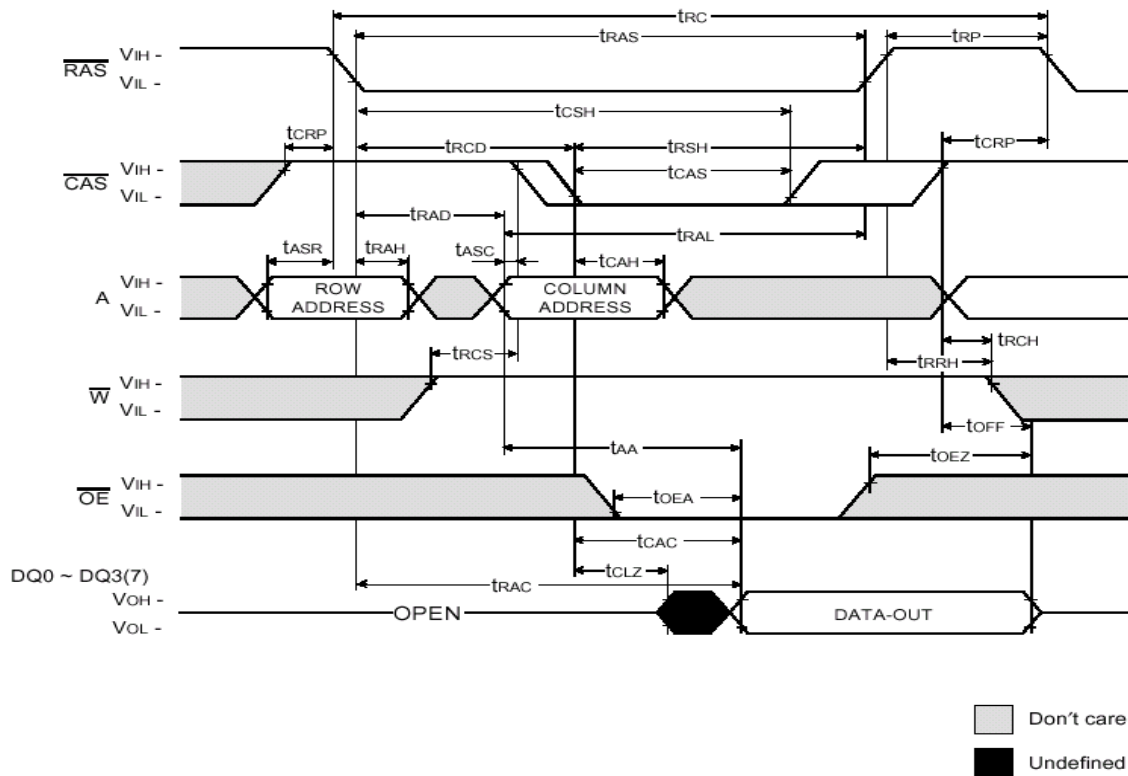 tRC
tRAS
tRP
RAS
VIH -
VIL -
tCSH
tCRP
tRCD
tRSH
tCRP
CAS
VIH -
VIL -
tCAS
tRAD
tRAL
tASR
tRAH
tASC
tCAH
A
VIH -
VIL -
ROW
ADDRESS
COLUMN
ADDRESS
tRCS
tRCH
tRRH
W
VIH -
VIL -
tOFF
tAA
tOEZ
OE
VIH -
VIL -
tOEA
tCAC
DQ0 ~ DQ3(7)
tCLZ
tRAC
VOH -
VOL -
OPEN
DATA-OUT
Don't care
Undefined